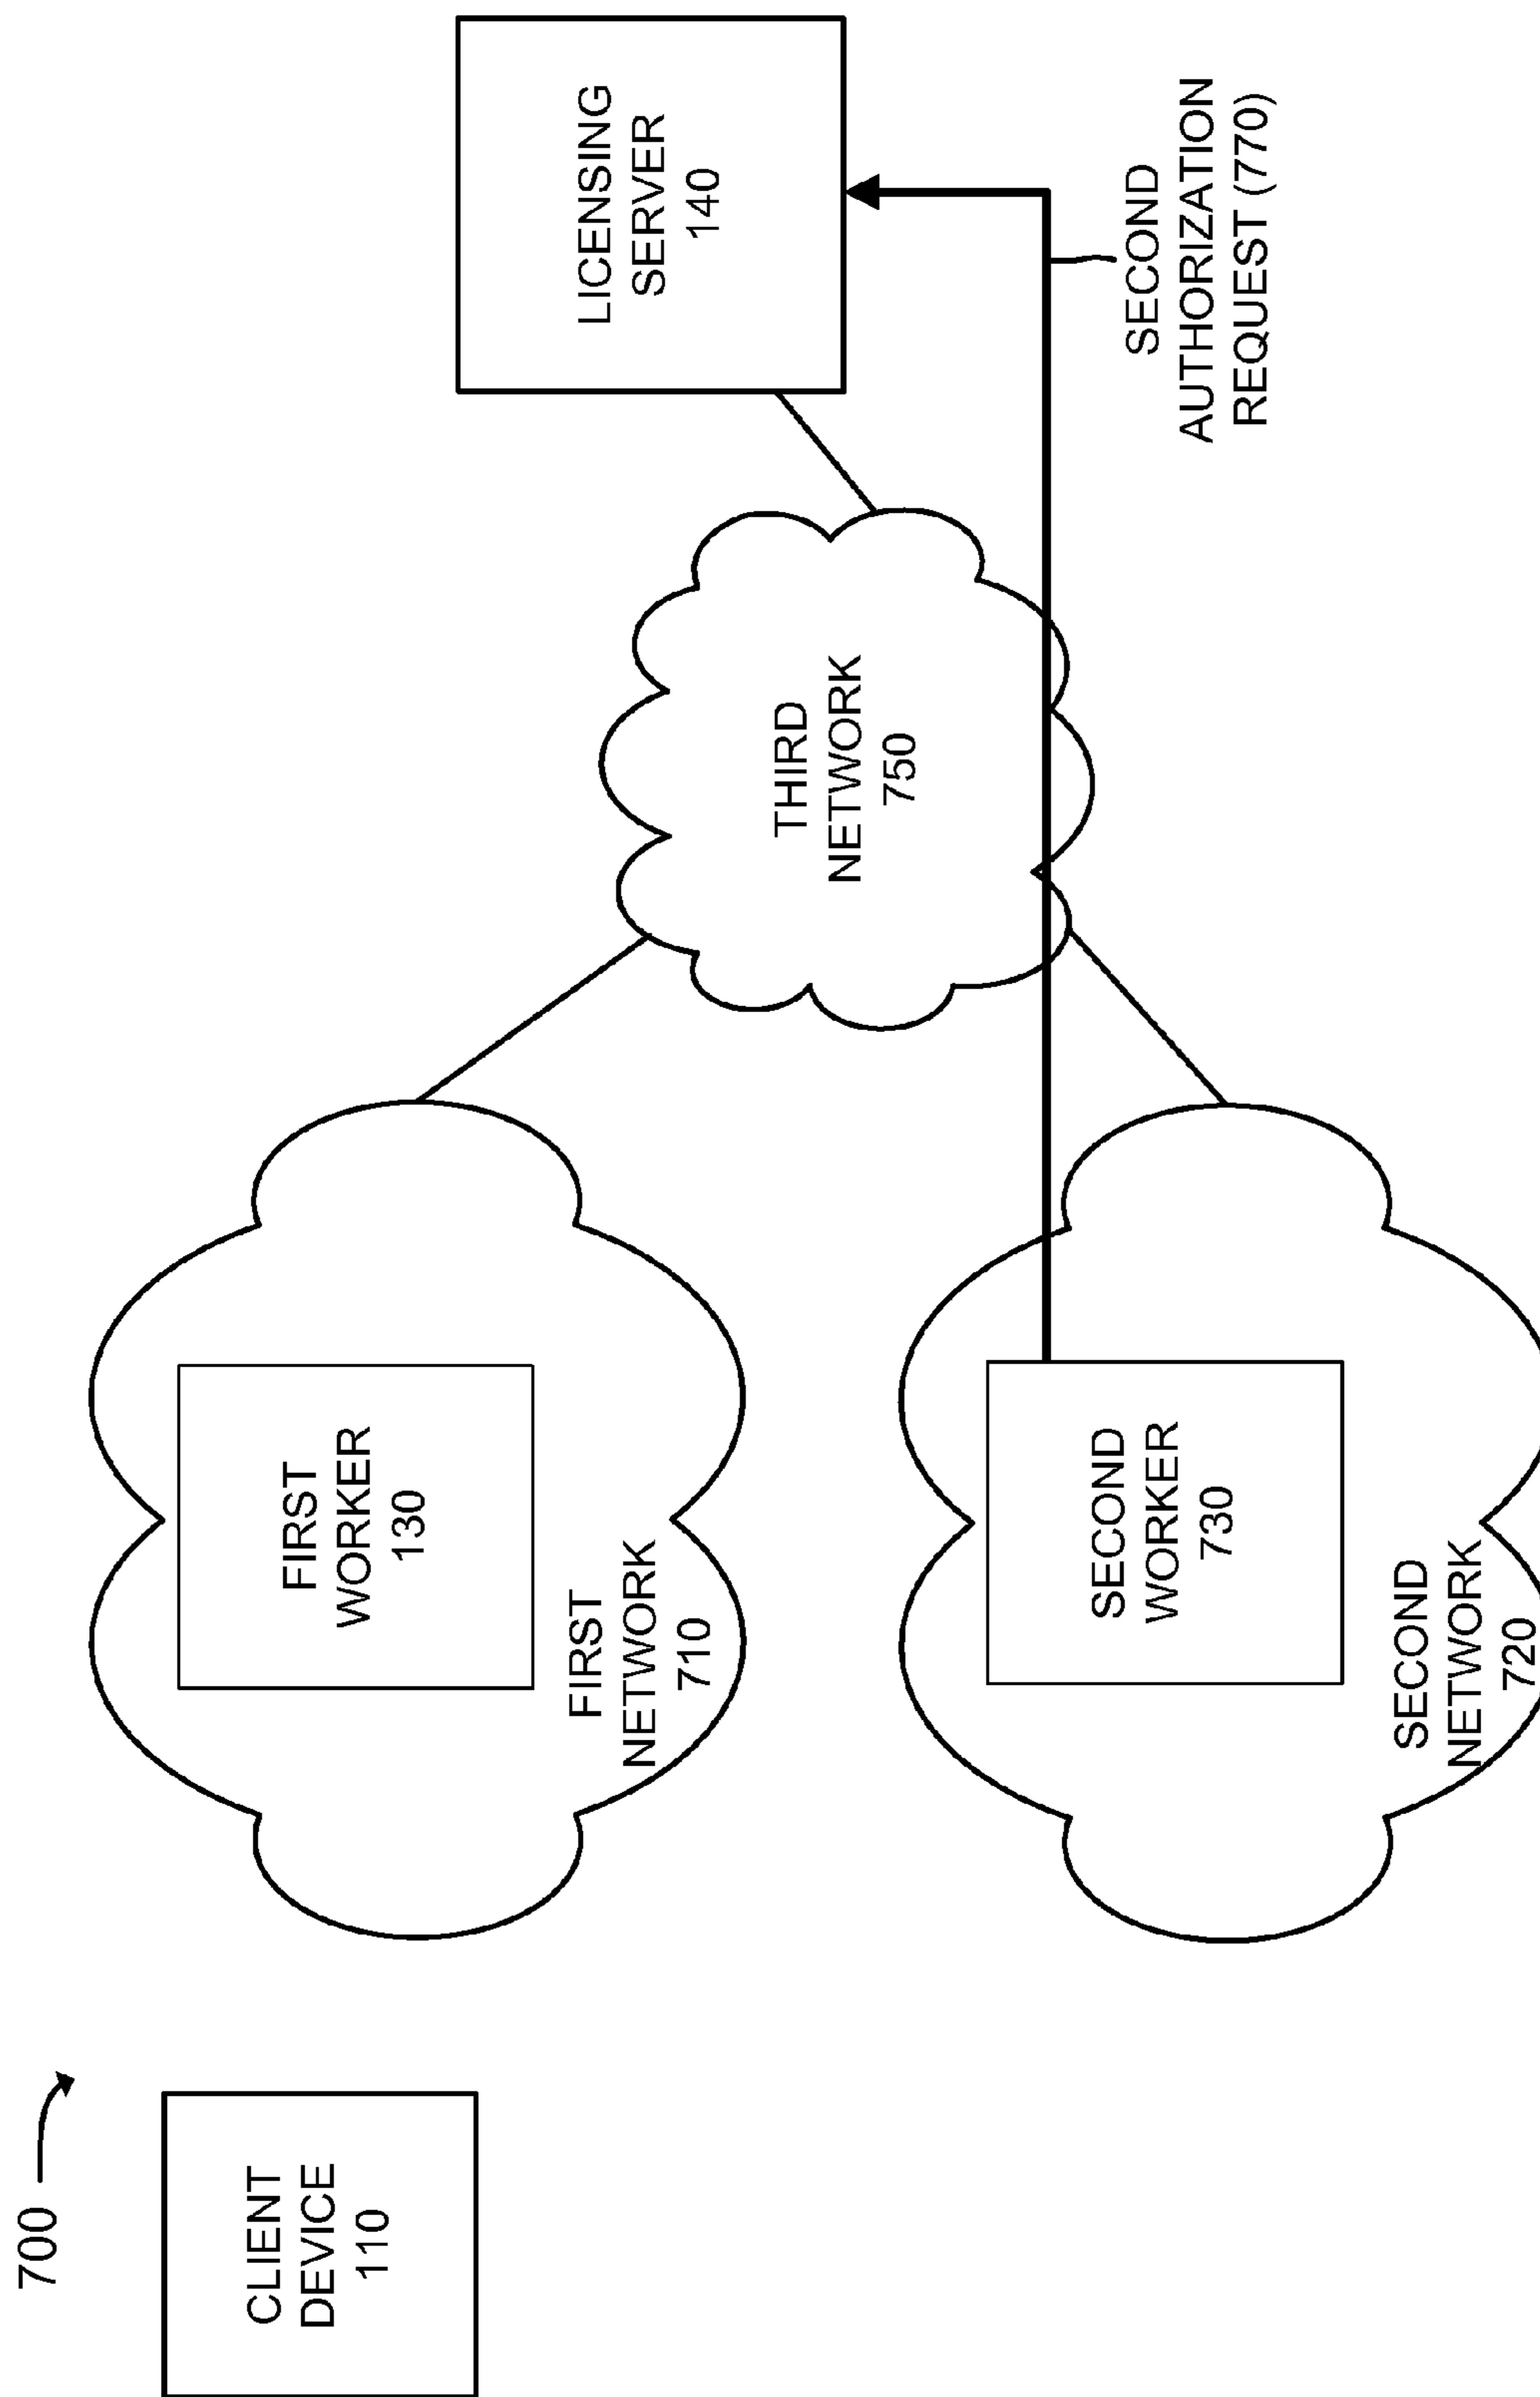 700
CLIENT
DEVICE
110
FIRST
WORKER
130
FIRST
NETWORK
710
SECOND
WORKER
730
SECOND
NETWORK
720
THIRD
NETWORK
750
LICENSING
SERVER
140
SECOND
AUTHORIZATION
REQUEST (770)